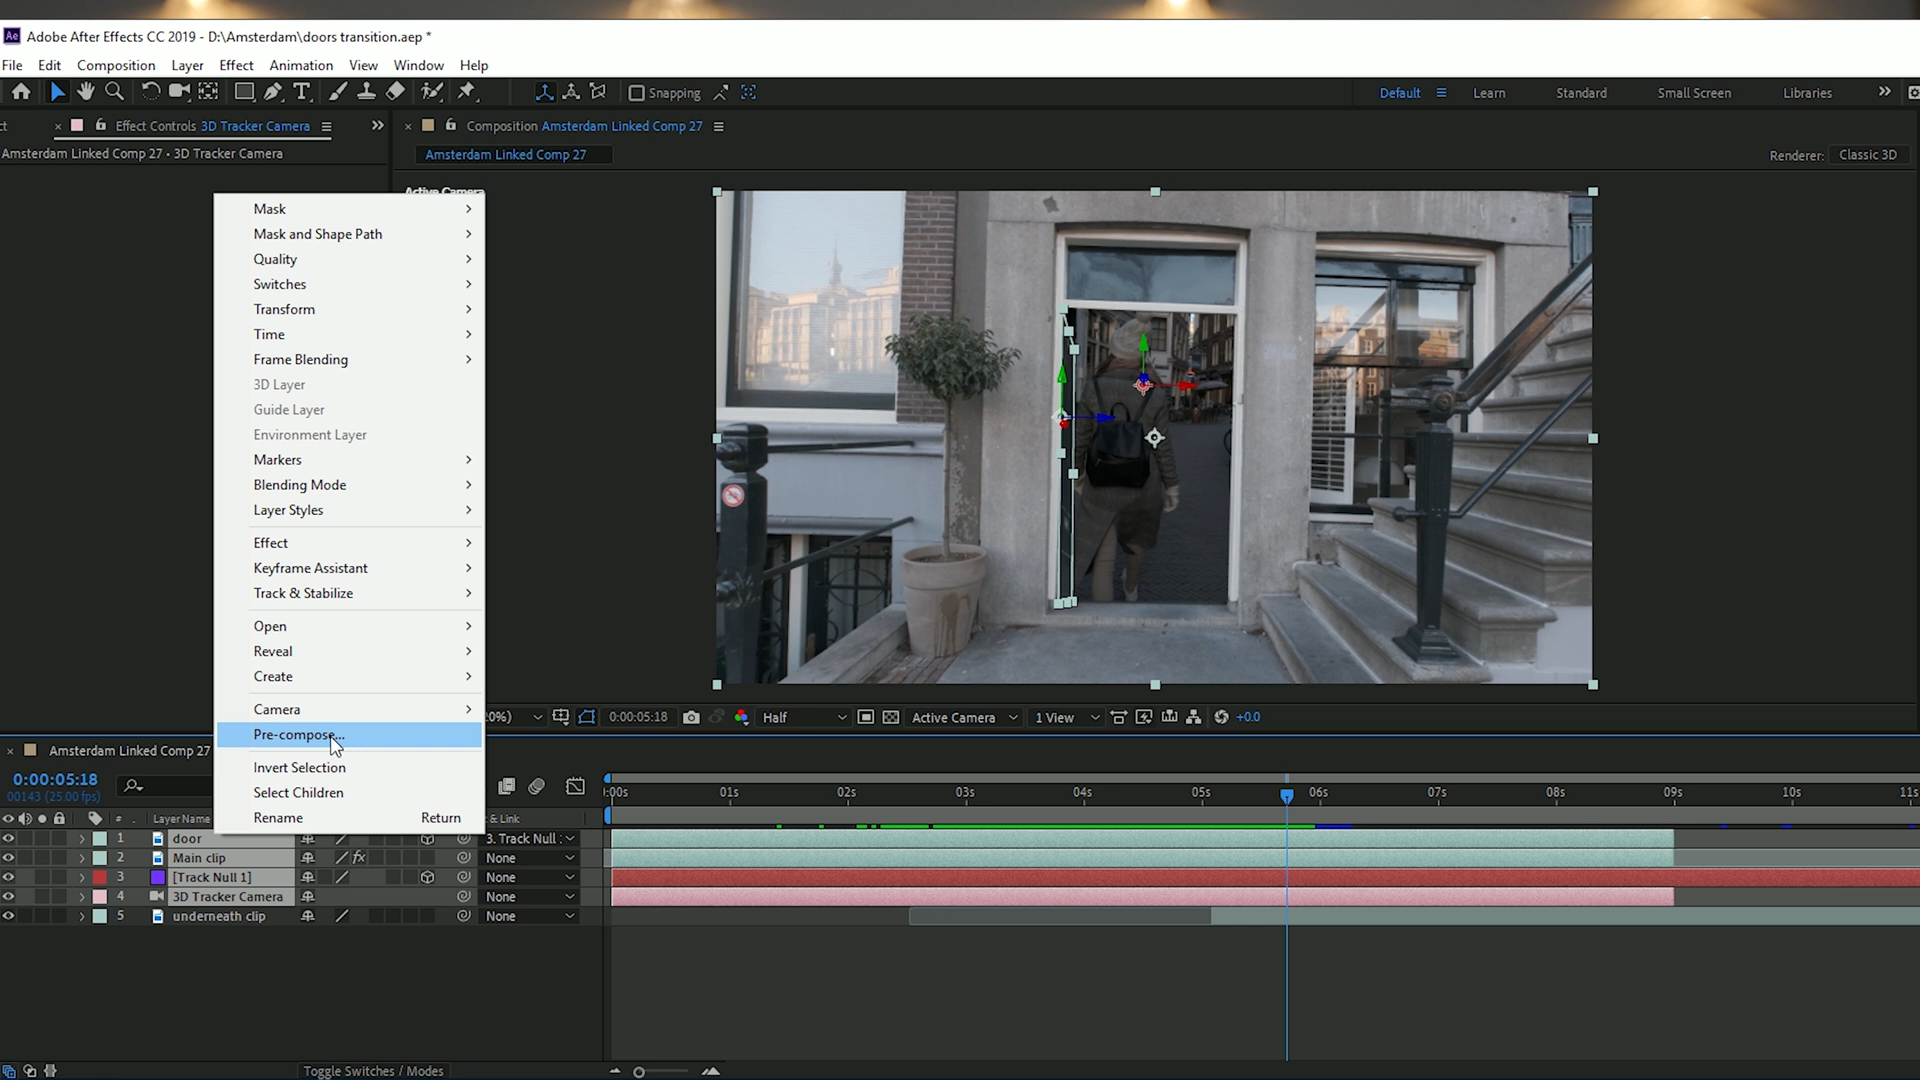 Adobe After Effects CC 2019 - D:\Amsterdam\doors transition.aep *
File Edit Composition Layer Effect Animation View Window Help
Snapping
Default Learn Standard Small Screen Libraries
Effect Controls 3D Tracker Camera
Composition Amsterdam Linked Comp 27
Amsterdam Linked Comp 27 • 3D Tracker Camera
Amsterdam Linked Comp 27
Renderer: Classic 3D
Active Camera
Mask
Mask and Shape Path
Quality
Switches
Transform
Time
Frame Blending
3D Layer
Guide Layer
Environment Layer
Markers
Blending Mode
Layer Styles
Effect
Keyframe Assistant
Track & Stabilize
Open
Reveal
Create
Camera
Pre-compose...
Invert Selection
Select Children
Rename Return
0%) 0:00:05:18 Half Active Camera 1 View +0.0
Amsterdam Linked Comp 27
0:00:05:18
00143 (25.00 fps)
:00s 01s 02s 03s 04s 05s 06s 07s 08s 09s 10s 11s
# Layer Name & Link
1 door 3. Track Null
2 Main clip fx None
3 [Track Null 1] None
4 3D Tracker Camera None
5 underneath clip None
Toggle Switches / Modes